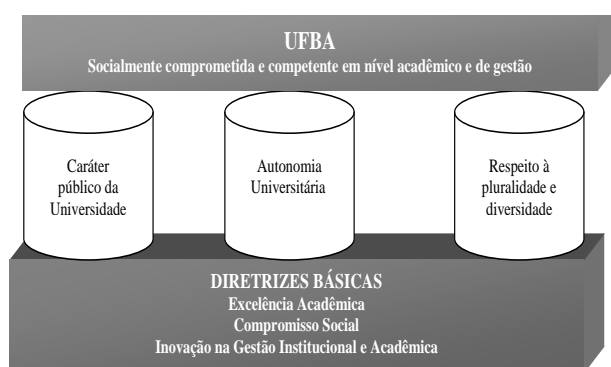 UFBA
Socialmente comprometida e competente em nível acadêmico e de gestão
Caráter
público da
Universidade
Autonomia
Universitária
Respeito à
pluralidade e
diversidade
DIRETRIZES BÁSICAS
Excelência Acadêmica
Compromisso Social
Inovação na Gestão Institucional e Acadêmica